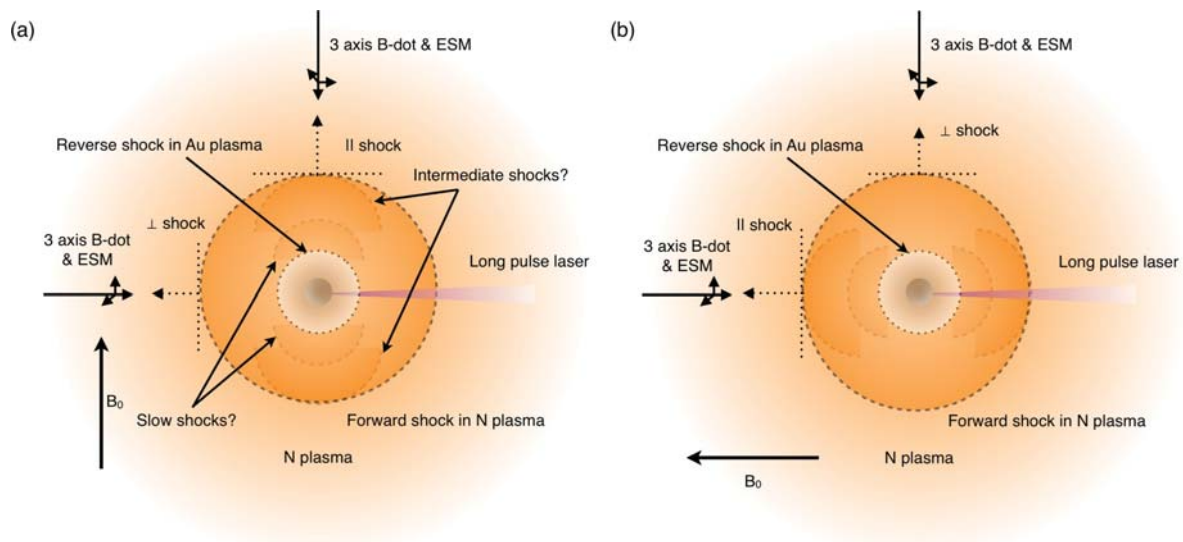 (a)
3 axis B-dot & ESM
Reverse shock in Au plasma
|| shock
Intermediate shocks?
⊥ shock
3 axis B-dot
& ESM
Long pulse laser
B₀
Slow shocks?
Forward shock in N plasma
N plasma
(b)
3 axis B-dot & ESM
⊥ shock
Reverse shock in Au plasma
|| shock
3 axis B-dot
& ESM
Long pulse laser
Forward shock in N plasma
N plasma
B₀